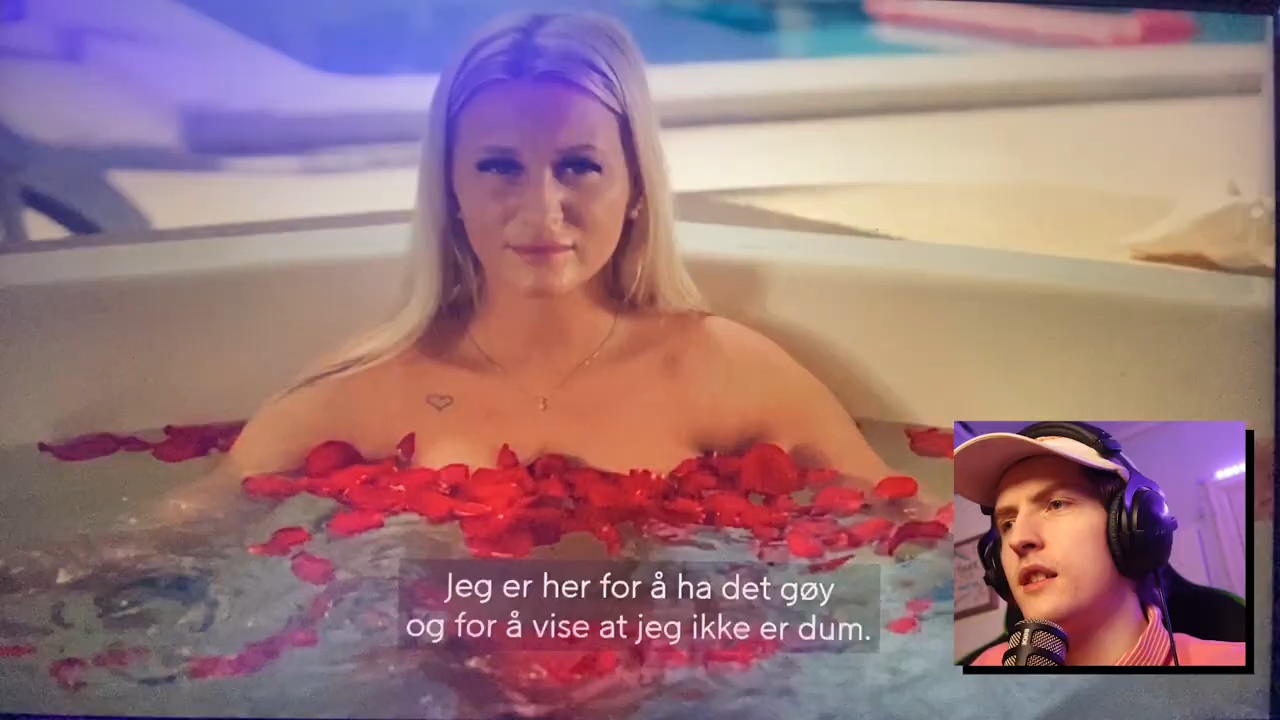 Jeg er her for å ha det gøy
og for å vise at jeg ikke er dum.